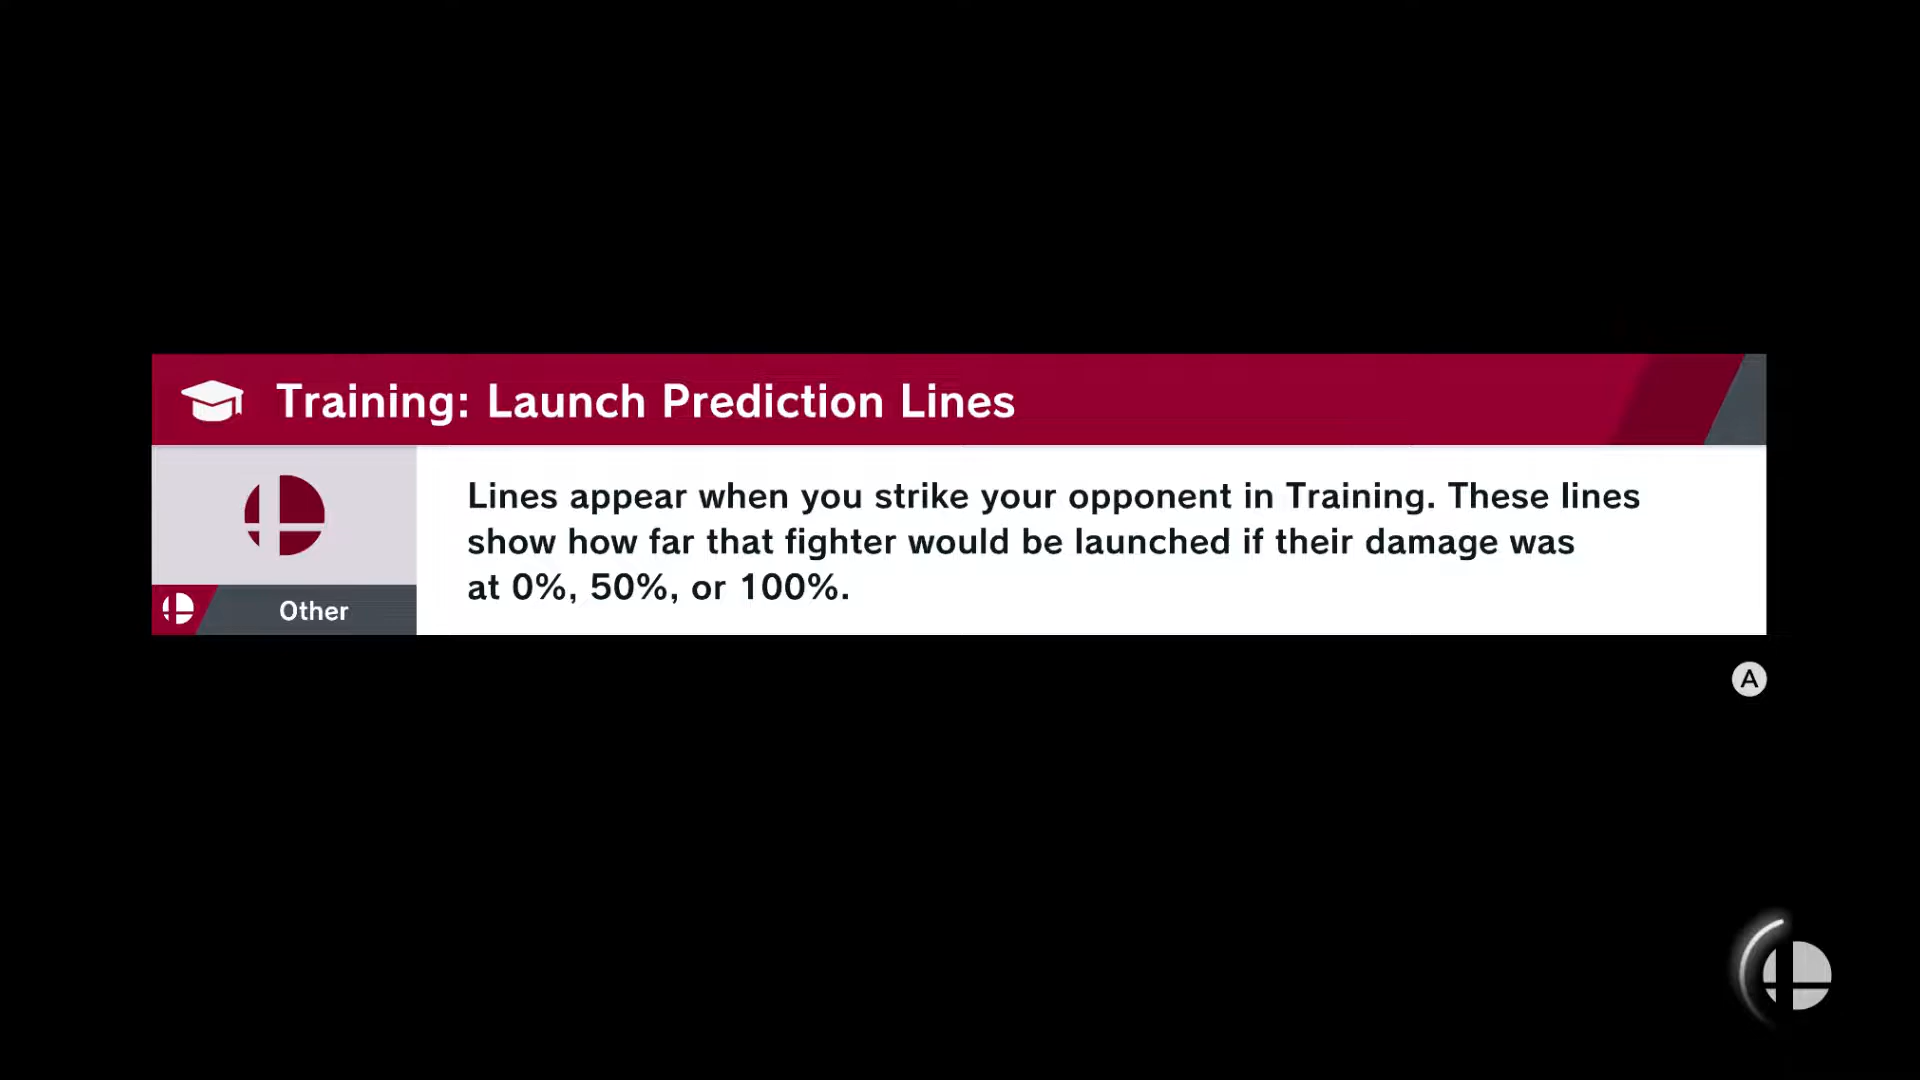 Training: Launch Prediction Lines
Lines appear when you strike your opponent in Training. These lines
show how far that fighter would be launched if their damage was
at 0%, 50%, or 100%.
Other
A